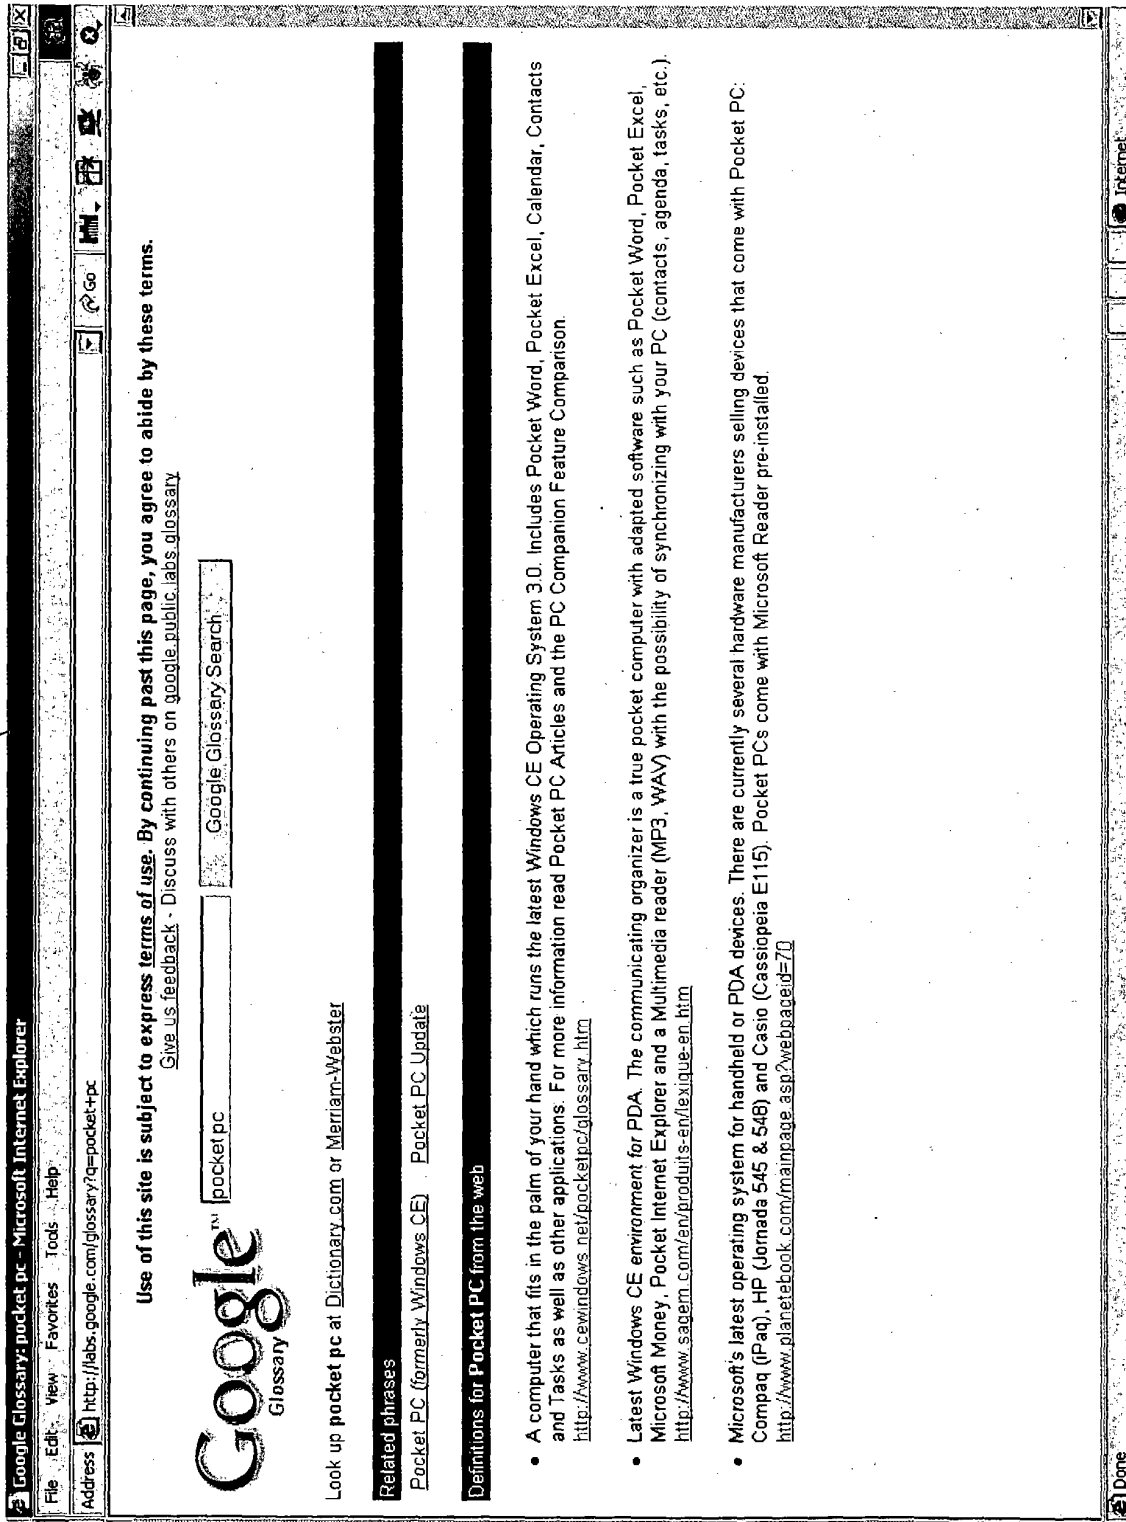 Google Glossary: pocket pc - Microsoft Internet Explorer
File Edit View Favorites Tools Help
Address http://labs.google.com/glossary?q=pocket+pc Go
Use of this site is subject to express terms of use. By continuing past this page, you agree to abide by these terms.
Give us feedback - Discuss with others on google.public.labs.glossary
Google™ Glossary
pocket pc Google Glossary Search
Look up pocket pc at Dictionary.com or Merriam-Webster
Related phrases
Pocket PC (formerly Windows CE) Pocket PC Update
Definitions for Pocket PC from the web
• A computer that fits in the palm of your hand which runs the latest Windows CE Operating System 3.0. Includes Pocket Word, Pocket Excel, Calendar, Contacts
and Tasks as well as other applications. For more information read Pocket PC Articles and the PC Companion Feature Comparison.
http://www.cewindows.net/pocketpc/glossary.htm
• Latest Windows CE environment for PDA. The communicating organizer is a true pocket computer with adapted software such as Pocket Word, Pocket Excel,
Microsoft Money, Pocket Internet Explorer and a Multimedia reader (MP3, WAV) with the possibility of synchronizing with your PC (contacts, agenda, tasks, etc.).
http://www.sagem.com/en/produits-en/lexique-en.htm
• Microsoft's latest operating system for handheld or PDA devices. There are currently several hardware manufacturers selling devices that come with Pocket PC:
Compaq (iPaq), HP (Jornada 545 & 548) and Casio (Cassiopeia E115). Pocket PCs come with Microsoft Reader pre-installed.
http://www.planetebook.com/mainpage.asp?webpageid=70
Done Internet